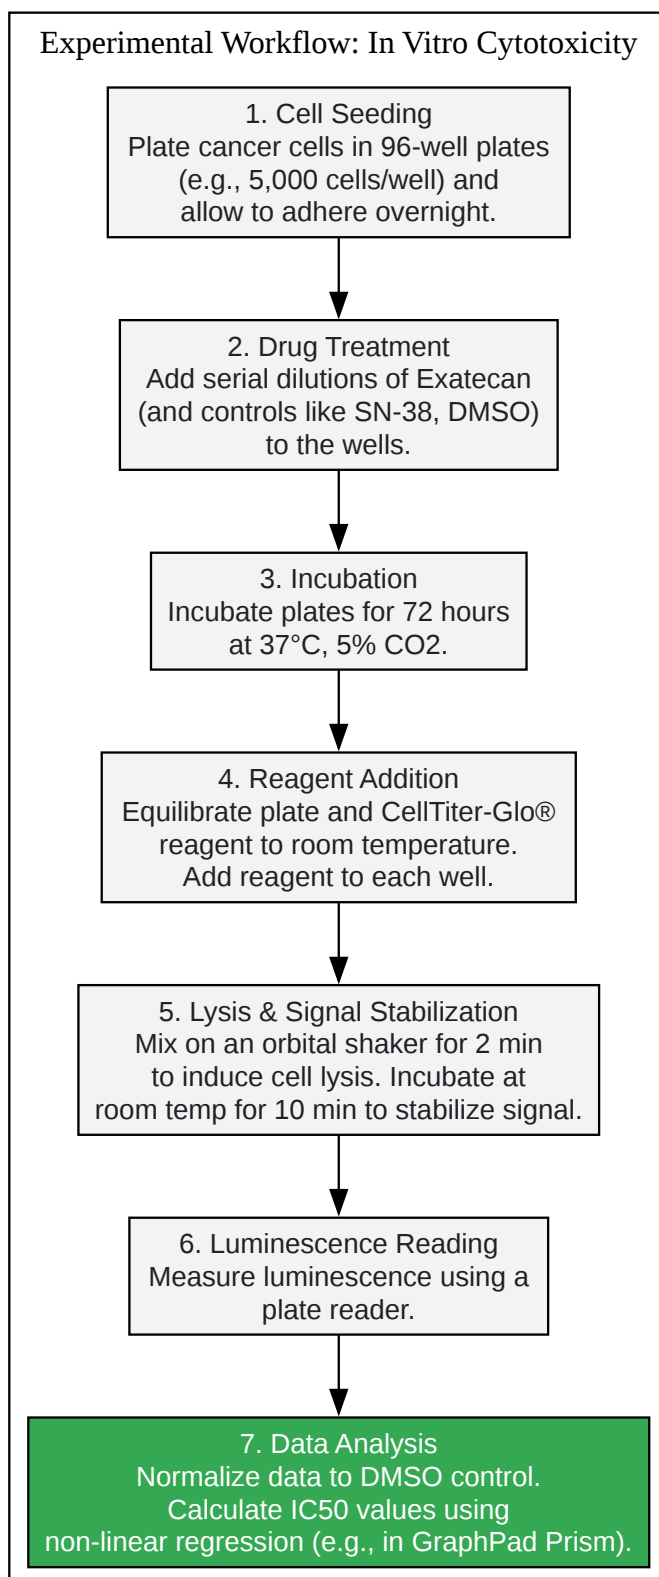 Experimental Workflow: In Vitro Cytotoxicity
1. Cell Seeding
Plate cancer cells in 96-well plates
(e.g., 5,000 cells/well) and
allow to adhere overnight.
2. Drug Treatment
Add serial dilutions of Exatecan
(and controls like SN-38, DMSO)
to the wells.
3. Incubation
Incubate plates for 72 hours
at 37°C, 5% CO2.
4. Reagent Addition
Equilibrate plate and CellTiter-Glo®
reagent to room temperature.
Add reagent to each well.
5. Lysis & Signal Stabilization
Mix on an orbital shaker for 2 min
to induce cell lysis. Incubate at
room temp for 10 min to stabilize signal.
6. Luminescence Reading
Measure luminescence using a
plate reader.
7. Data Analysis
Normalize data to DMSO control.
Calculate IC50 values using
non-linear regression (e.g., in GraphPad Prism).